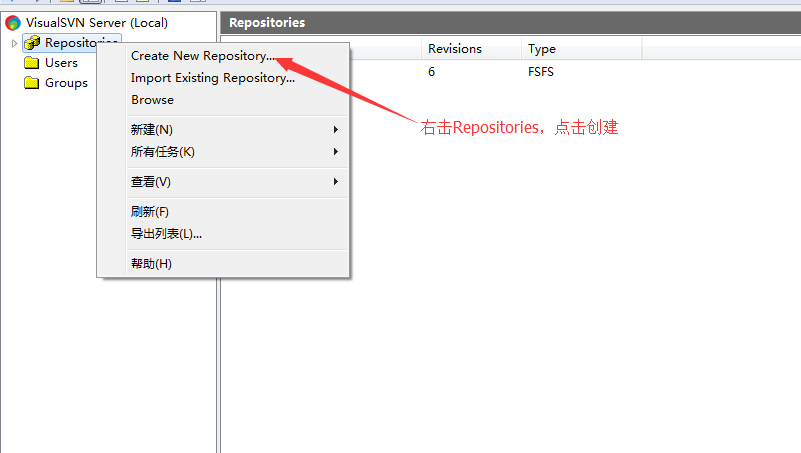 VisualSVN Server (Local)
Repositories
Users
Groups
Repositories
Revisions
Type
6
FSFS
Create New Repository...
Import Existing Repository...
Browse
新建(N)
所有任务(K)
查看(V)
刷新(F)
导出列表(L)...
帮助(H)
右击Repositories，点击创建